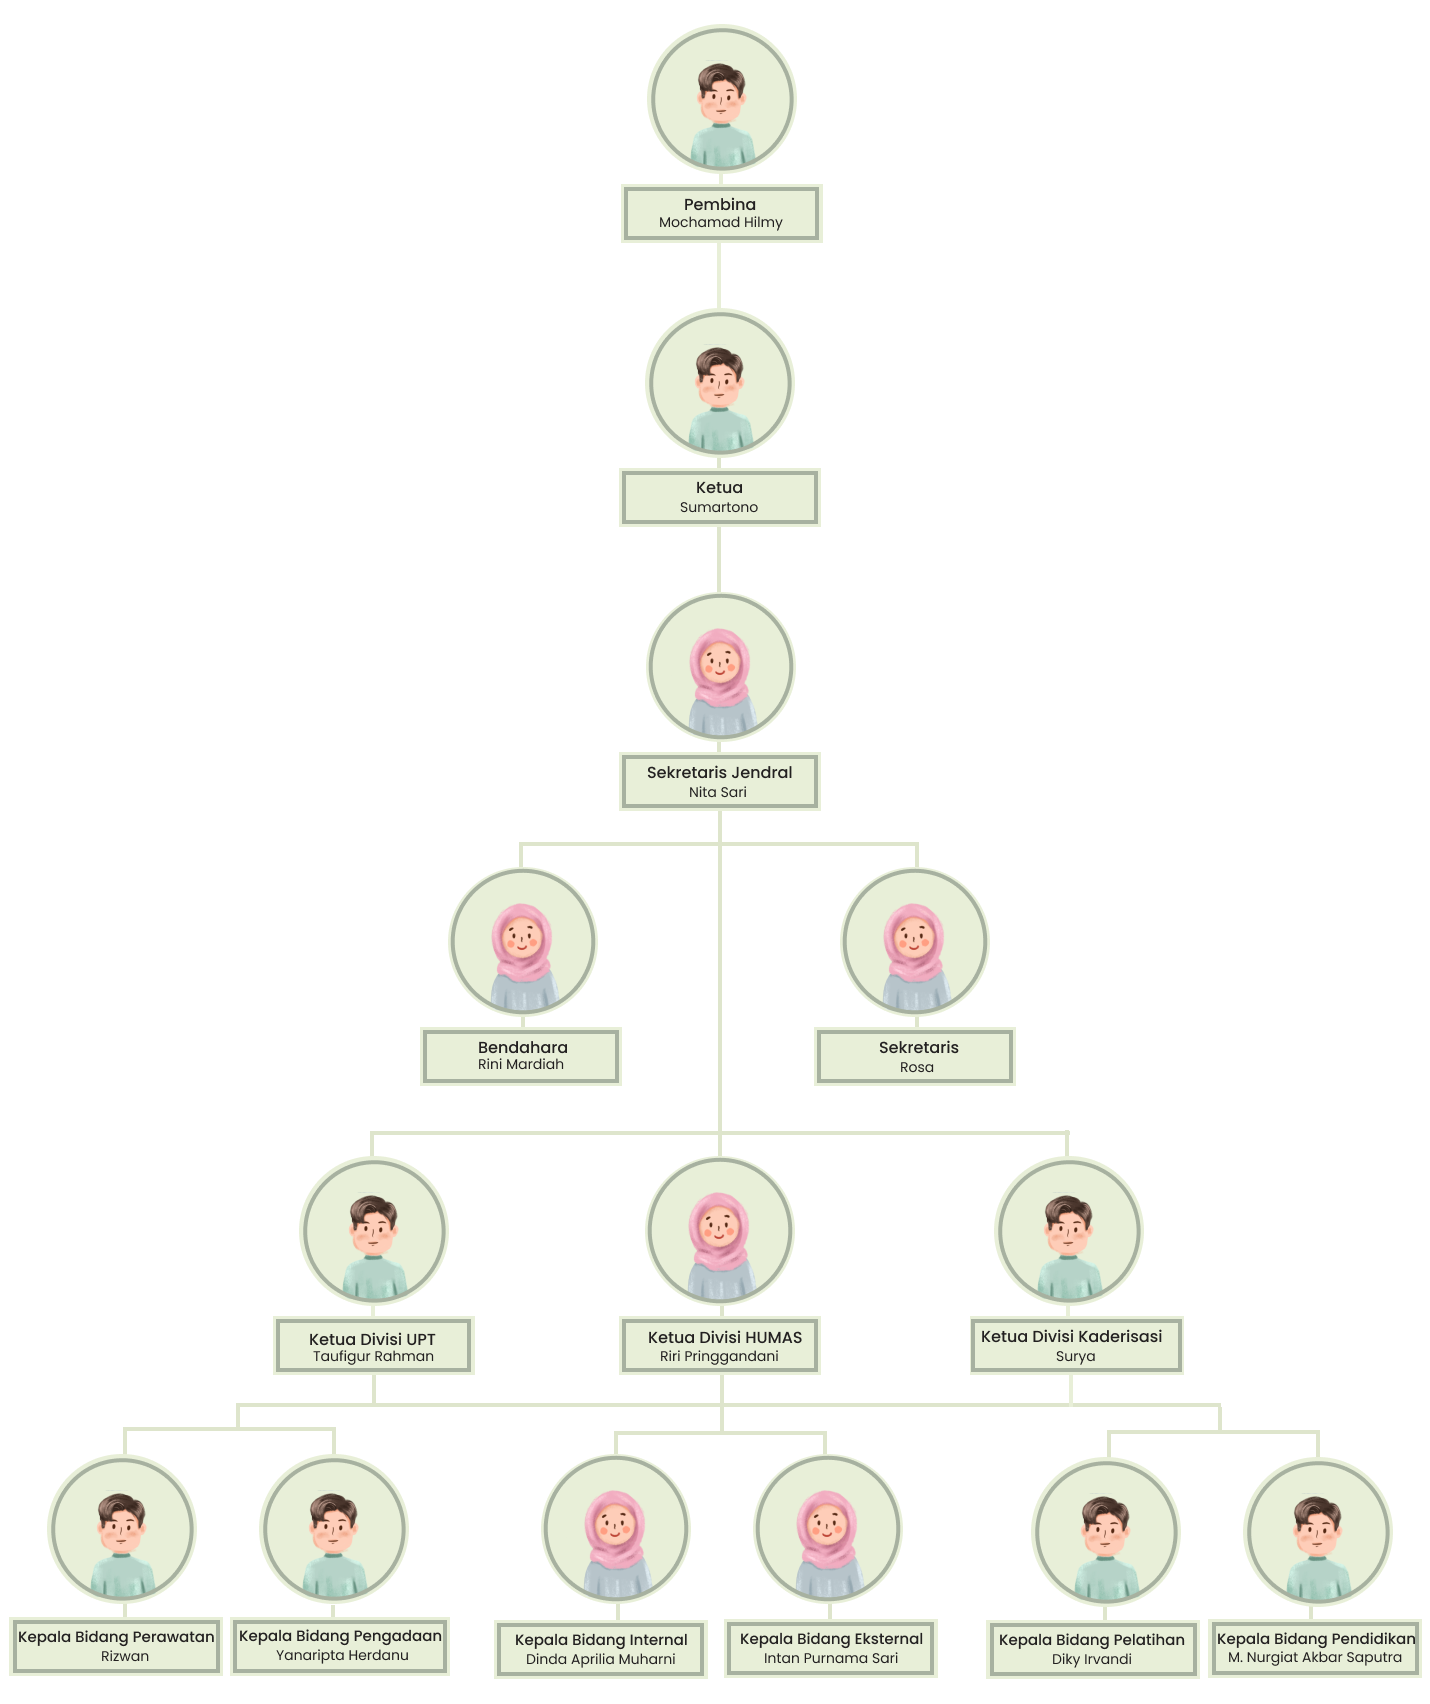 Pembina
Mochamad Hilmy
Ketua
Sumartono
Sekretaris Jendral
Nita Sari
Bendahara
Rini Mardiah
Sekretaris
Rosa
Ketua Divisi UPT
Taufigur Rahman
Ketua Divisi HUMAS
Riri Pringgandani
Ketua Divisi Kaderisasi
Surya
Kepala Bidang Perawatan
Rizwan
Kepala Bidang Pengadaan
Yanaripta Herdanu
Kepala Bidang Internal
Dinda Aprilia Muharni
Kepala Bidang Eksternal
Intan Purnama Sari
Kepala Bidang Pelatihan
Diky Irvandi
Kepala Bidang Pendidikan
M. Nurgiat Akbar Saputra